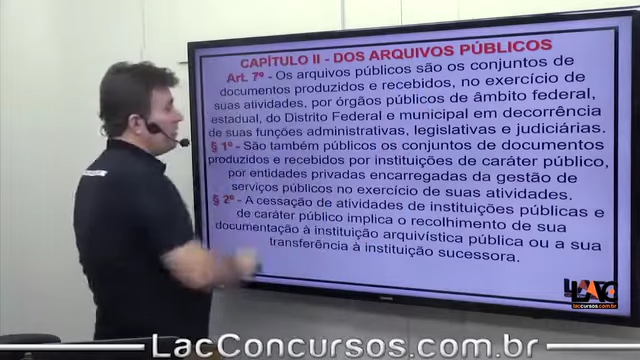 CAPÍTULO II - DOS ARQUIVOS PÚBLICOS
Art. 7º - Os arquivos públicos são os conjuntos de
documentos produzidos e recebidos, no exercício de
suas atividades, por órgãos públicos de âmbito federal,
estadual, do Distrito Federal e municipal em decorrência
de suas funções administrativas, legislativas e judiciárias.
§ 1º - São também públicos os conjuntos de documentos
produzidos e recebidos por instituições de caráter público,
por entidades privadas encarregadas da gestão de
serviços públicos no exercício de suas atividades.
§ 2º - A cessação de atividades de instituições públicas e
de caráter público implica o recolhimento de sua
documentação à instituição arquivística pública ou a sua
transferência à instituição sucessora.
LAC
laccursos.com.br
LacConcursos.com.br